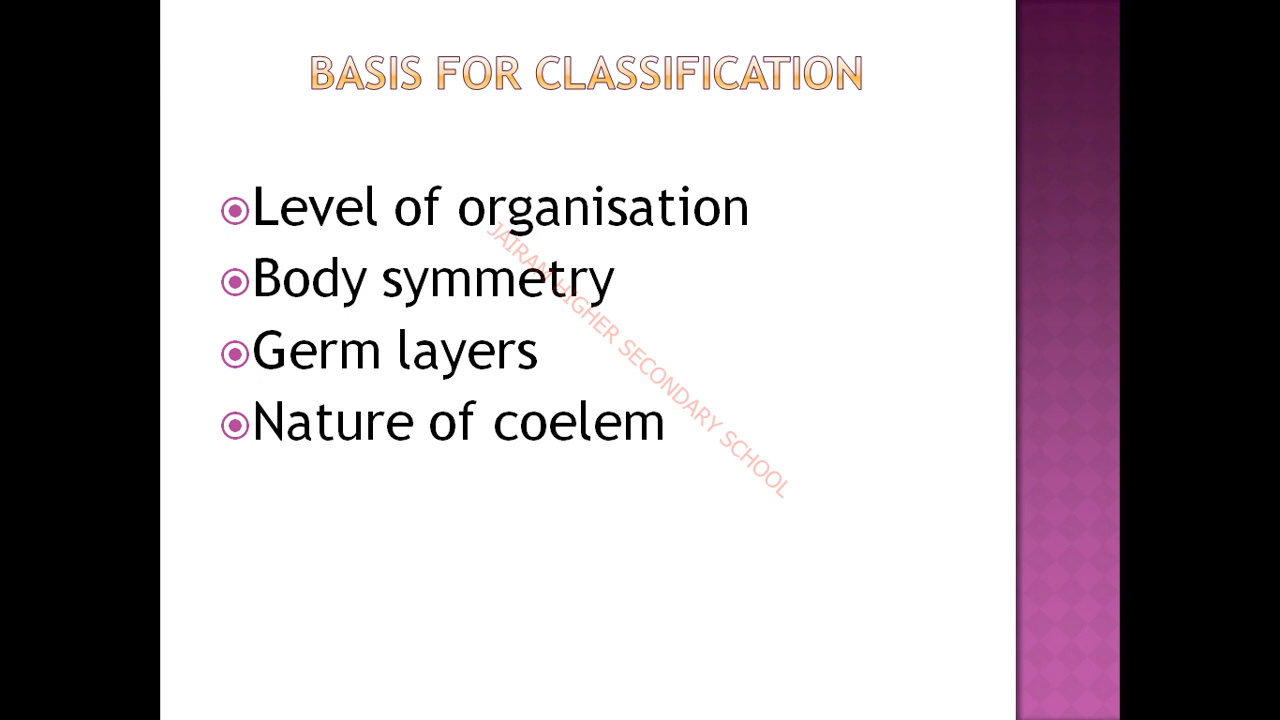 BASIS FOR CLASSIFICATION
Level of organisation
Body symmetry
Germ layers
Nature of coelem
JAIRAM HIGHER SECONDARY SCHOOL